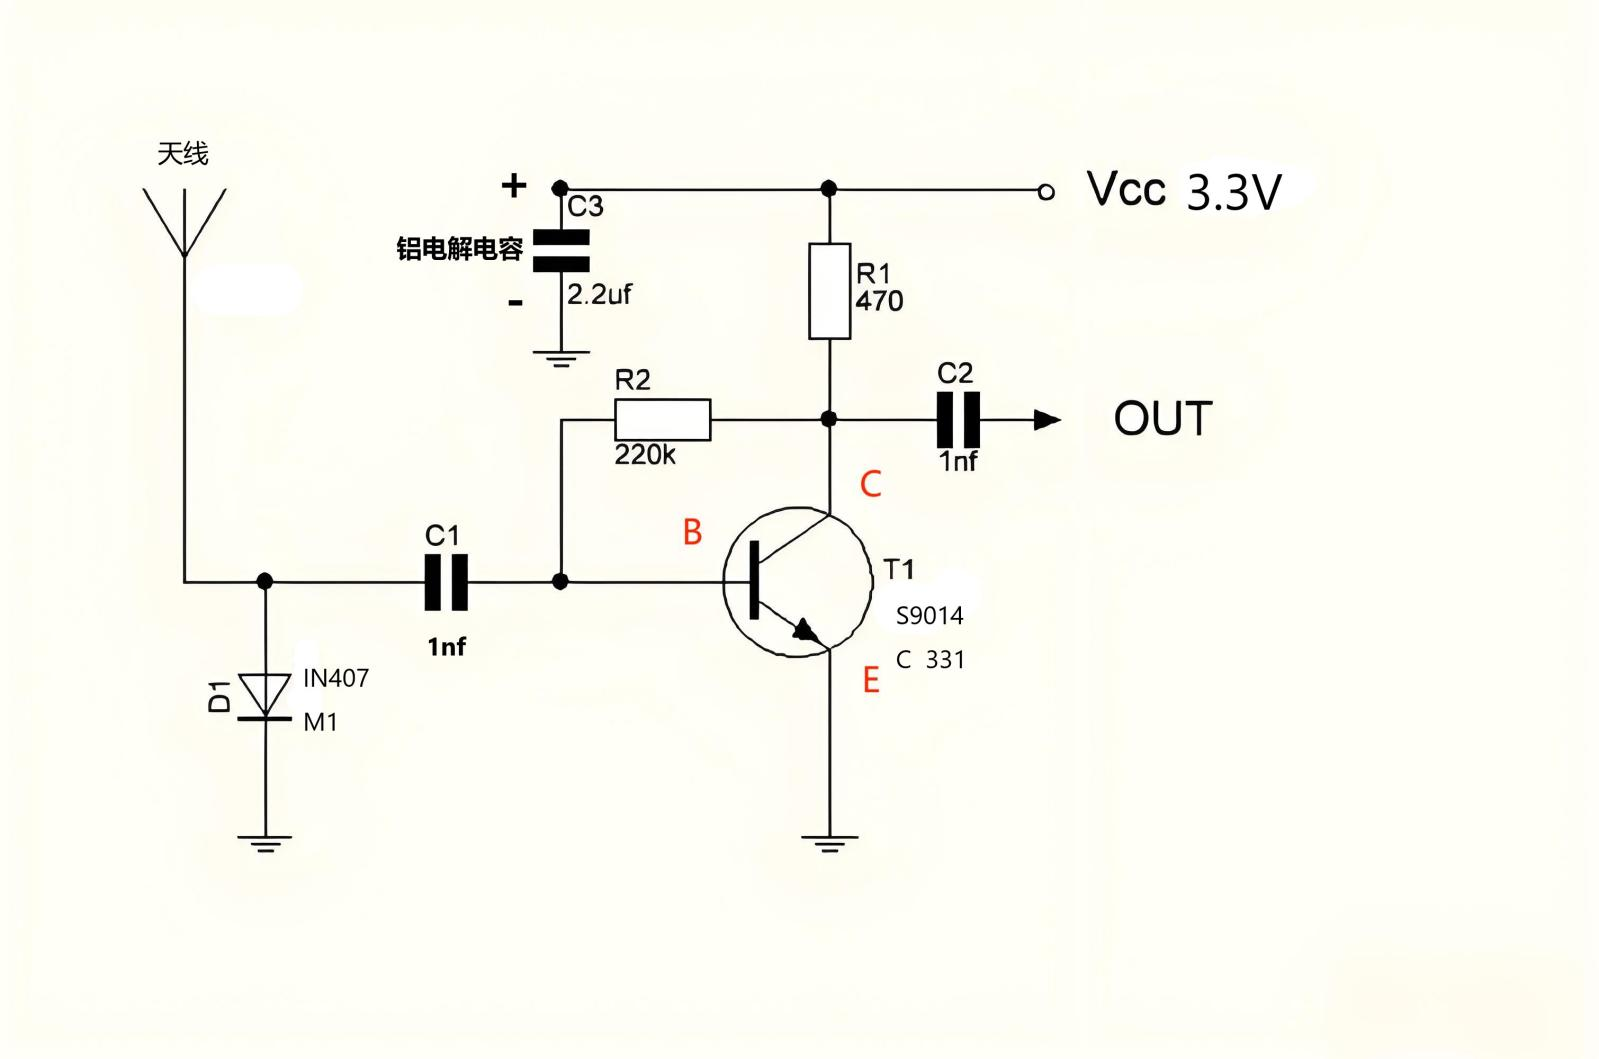 天线
+
C3
Vcc 3.3V
铝电解电容
-
2.2uf
R1
470
R2
220k
C2
1nf
OUT
C
B
C1
1nf
T1
S9014
C 331
E
D1
IN407
M1